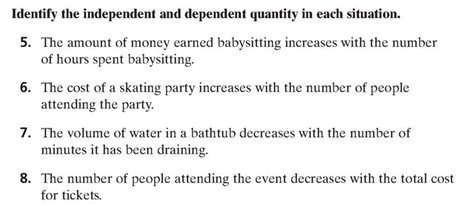 Identify the independent and dependent quantity in each situation.
5. The amount of money earned babysitting increases with the number
of hours spent babysitting.
6. The cost of a skating party increases with the number of people
attending the party.
7. The volume of water in a bathtub decreases with the number of
minutes it has been draining.
8. The number of people attending the event decreases with the total cost
for tickets.